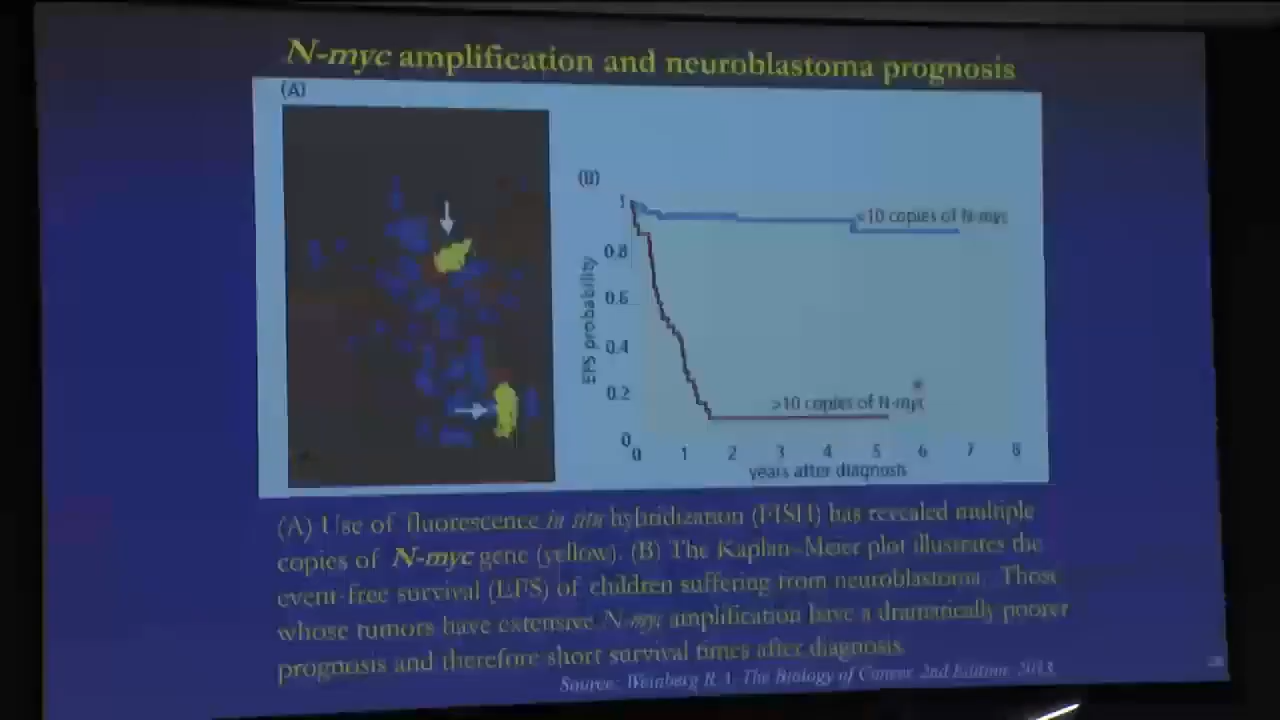 N-myc amplification and neuroblastoma prognosis
(A)
(B)
EFS probability
1
0.8
0.6
0.4
0.2
0
0 1 2 3 4 5 6 7 8
years after diagnosis
<10 copies of N-myc
>10 copies of N-myc
(A) Use of fluorescence in situ hybridization (FISH) has revealed multiple
copies of N-myc gene (yellow). (B) The Kaplan-Meier plot illustrates the
event-free survival (EFS) of children suffering from neuroblastoma. Those
whose tumors have extensive N-myc amplification have a dramatically poorer
prognosis and therefore short survival times after diagnosis.
Source: Weinberg R.A. The Biology of Cancer. 2nd Edition. 2013.